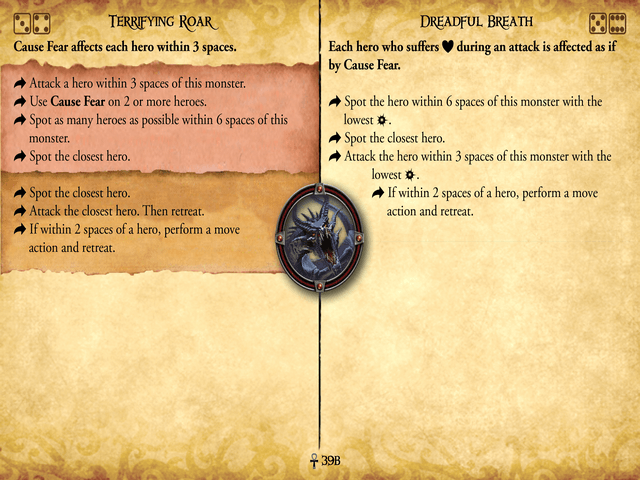 Terrifying Roar
Cause Fear affects each hero within 3 spaces.
Attack a hero within 3 spaces of this monster.
Use Cause Fear on 2 or more heroes.
Spot as many heroes as possible within 6 spaces of this
monster.
Spot the closest hero.
Spot the closest hero.
Attack the closest hero. Then retreat.
If within 2 spaces of a hero, perform a move
action and retreat.
Dreadful Breath
Each hero who suffers ♥ during an attack is affected as if
by Cause Fear.
Spot the hero within 6 spaces of this monster with the
lowest .
Spot the closest hero.
Attack the hero within 3 spaces of this monster with the
lowest .
If within 2 spaces of a hero, perform a move
action and retreat.
39B